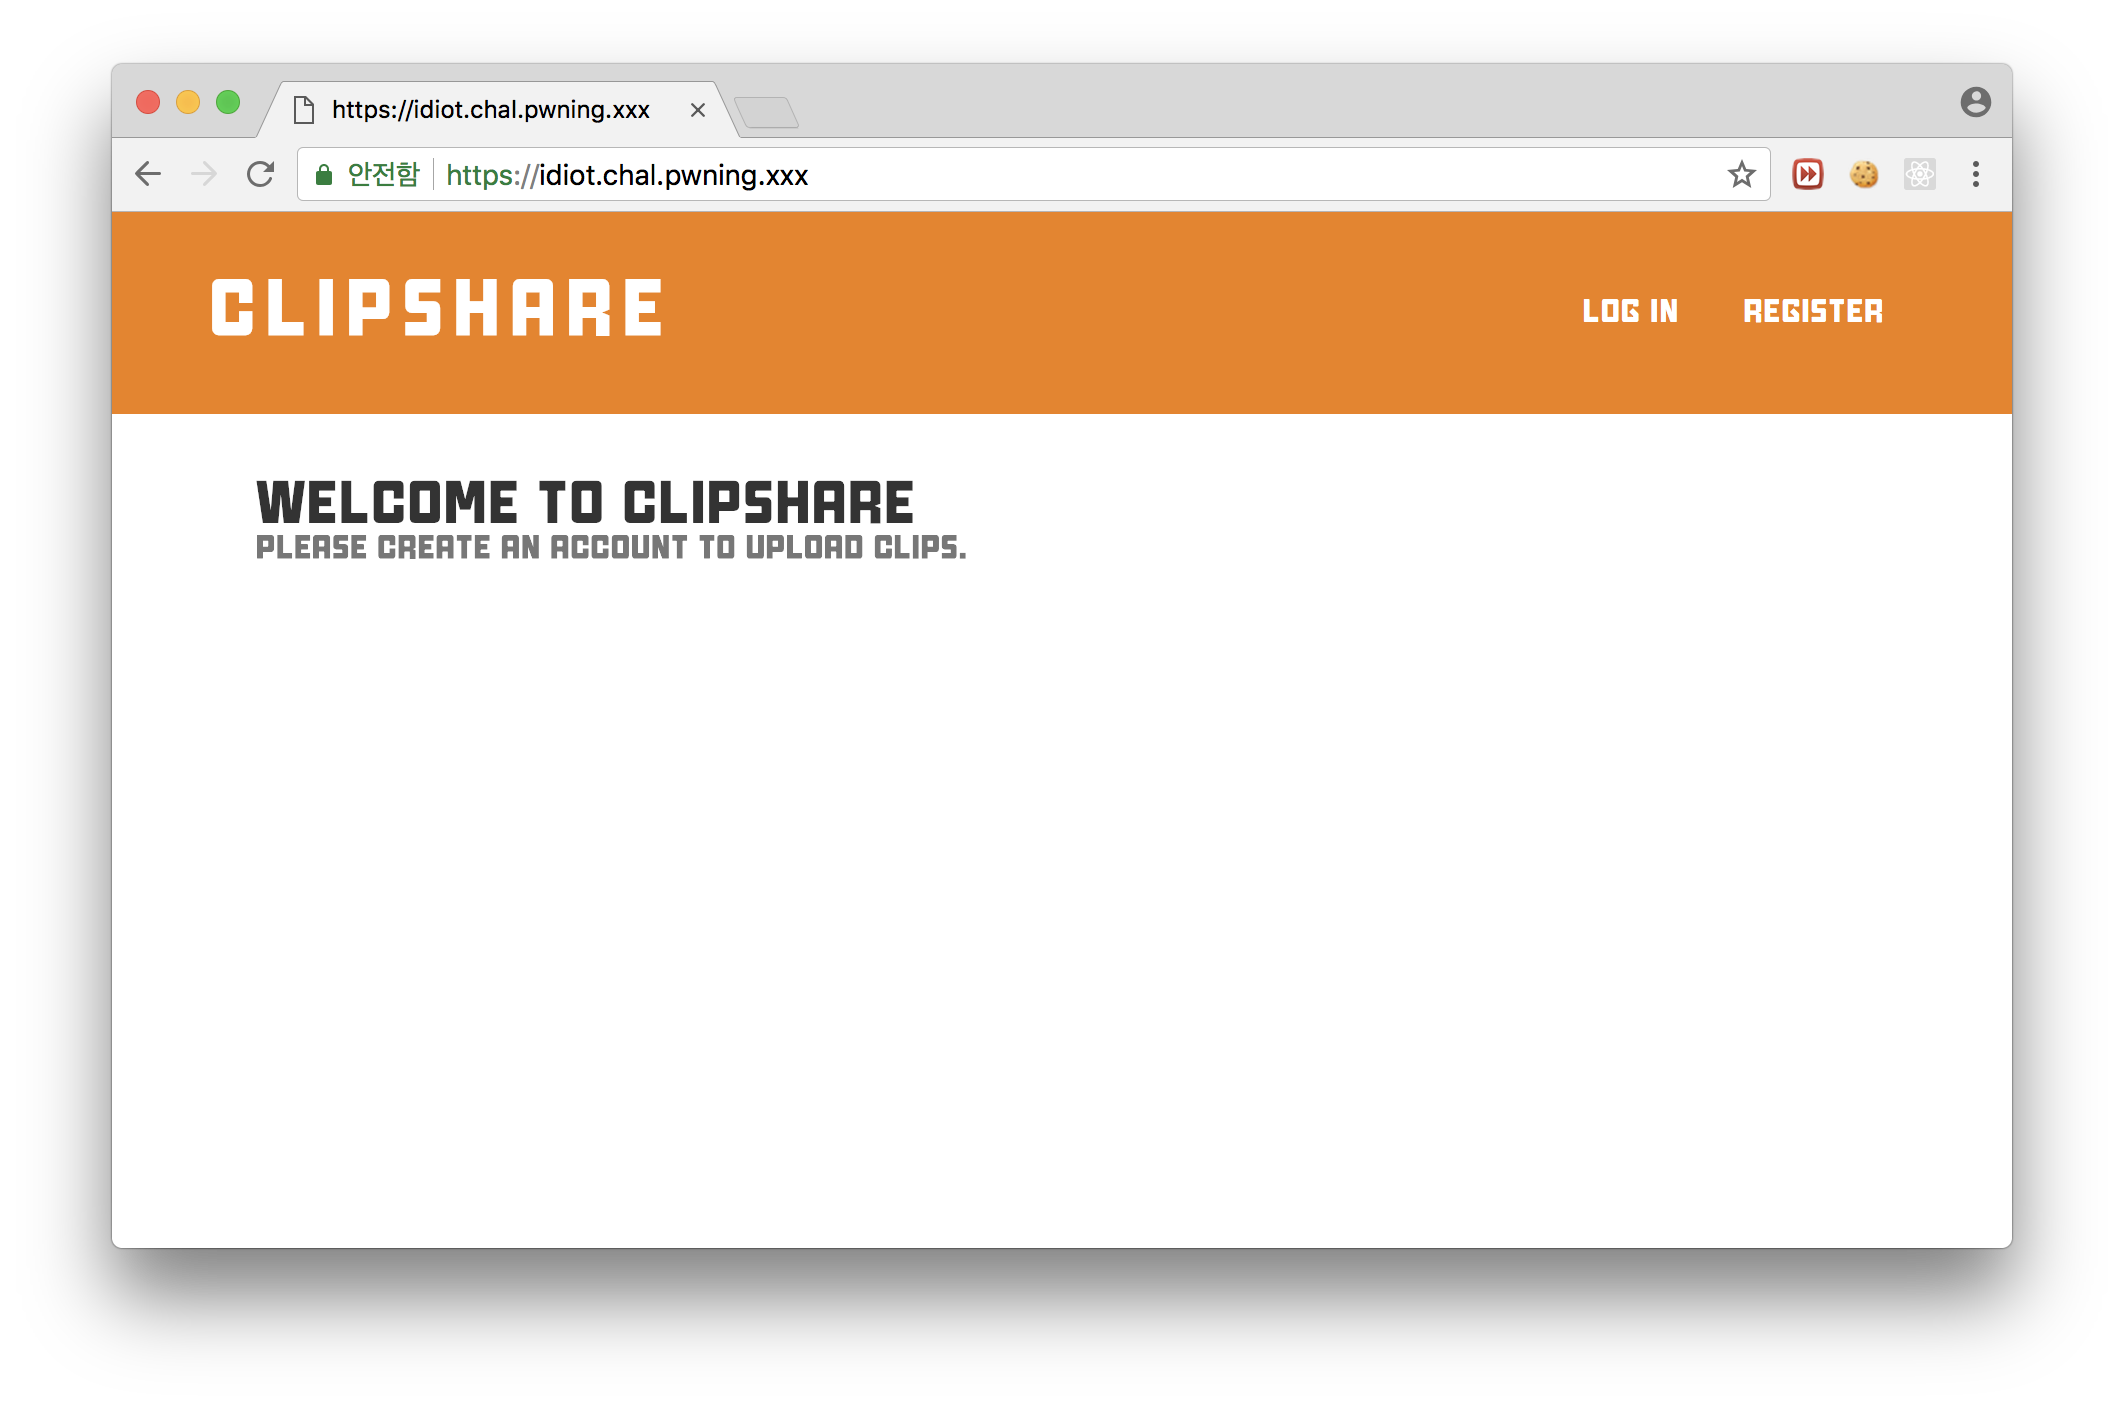 https://idiot.chal.pwning.xxx
안전함 https://idiot.chal.pwning.xxx
CLIPSHARE
LOG IN REGISTER
WELCOME TO CLIPSHARE
PLEASE CREATE AN ACCOUNT TO UPLOAD CLIPS.